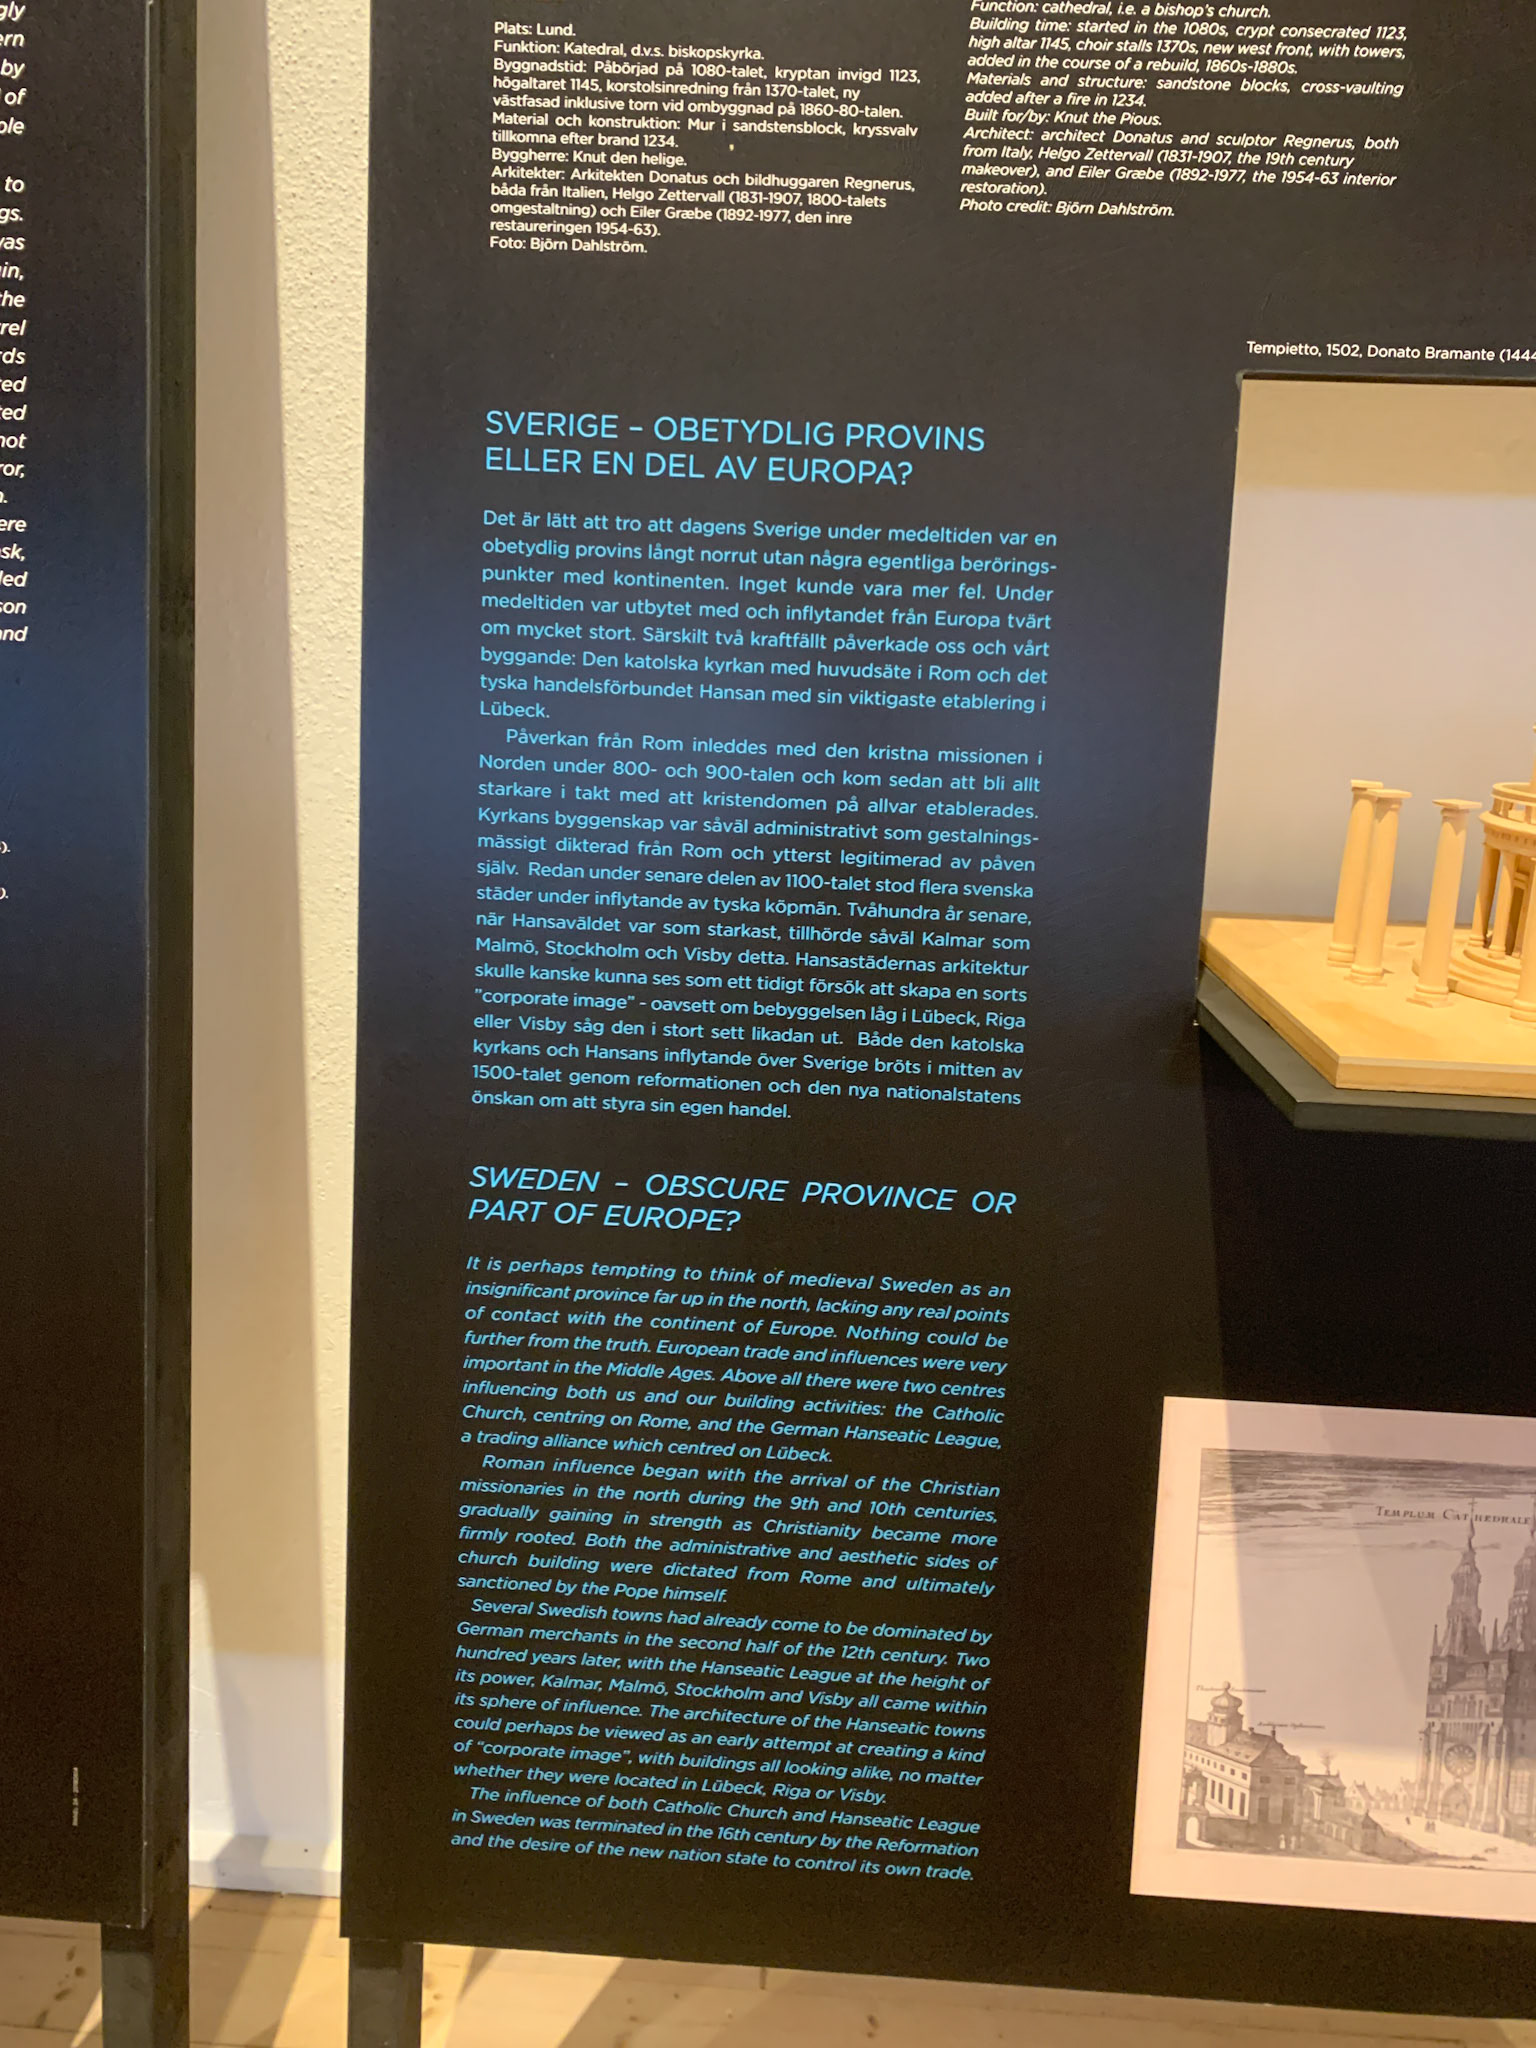 gly
ern
by
of
ple
to
gs.
was
in,
the
rel
rds
ted
ted
not
ror,
n.
ere
sk,
led
son
and
).
).
Plats: Lund.
Funktion: Katedral, d.v.s. biskopskyrka.
Byggnadstid: Påbörjad på 1080-talet, kryptan invigd 1123,
högaltaret 1145, korstolsinredning från 1370-talet, ny
västfasad inklusive torn vid ombyggnad på 1860-80-talen.
Material och konstruktion: Mur i sandstensblock, kryssvalv
tillkomna efter brand 1234.
Byggherre: Knut den helige.
Arkitekter: Arkitekten Donatus och bildhuggaren Regnerus,
båda från Italien, Helgo Zettervall (1831-1907, 1800-talets
omgestaltning) och Eiler Græbe (1892-1977, den inre
restaureringen 1954-63).
Foto: Björn Dahlström.
Function: cathedral, i.e. a bishop's church.
Building time: started in the 1080s, crypt consecrated 1123,
high altar 1145, choir stalls 1370s, new west front, with towers,
added in the course of a rebuild, 1860s-1880s.
Materials and structure: sandstone blocks, cross-vaulting
added after a fire in 1234.
Built for/by: Knut the Pious.
Architect: architect Donatus and sculptor Regnerus, both
from Italy, Helgo Zettervall (1831-1907, the 19th century
makeover), and Eiler Græbe (1892-1977, the 1954-63 interior
restoration).
Photo credit: Björn Dahlström.
Tempietto, 1502, Donato Bramante (1444
SVERIGE – OBETYDLIG PROVINS
ELLER EN DEL AV EUROPA?
Det är lätt att tro att dagens Sverige under medeltiden var en
obetydlig provins långt norrut utan några egentliga berörings-
punkter med kontinenten. Inget kunde vara mer fel. Under
medeltiden var utbytet med och inflytandet från Europa tvärt
om mycket stort. Särskilt två kraftfällt påverkade oss och vårt
byggande: Den katolska kyrkan med huvudsäte i Rom och det
tyska handelsförbundet Hansan med sin viktigaste etablering i
Lübeck.
Påverkan från Rom inleddes med den kristna missionen i
Norden under 800- och 900-talen och kom sedan att bli allt
starkare i takt med att kristendomen på allvar etablerades.
Kyrkans byggenskap var såväl administrativt som gestalnings-
mässigt dikterad från Rom och ytterst legitimerad av påven
själv. Redan under senare delen av 1100-talet stod flera svenska
städer under inflytande av tyska köpmän. Tvåhundra år senare,
när Hansaväldet var som starkast, tillhörde såväl Kalmar som
Malmö, Stockholm och Visby detta. Hansastädernas arkitektur
skulle kanske kunna ses som ett tidigt försök att skapa en sorts
”corporate image” - oavsett om bebyggelsen låg i Lübeck, Riga
eller Visby såg den i stort sett likadan ut. Både den katolska
kyrkans och Hansans inflytande över Sverige bröts i mitten av
1500-talet genom reformationen och den nya nationalstatens
önskan om att styra sin egen handel.
SWEDEN – OBSCURE PROVINCE OR
PART OF EUROPE?
It is perhaps tempting to think of medieval Sweden as an
insignificant province far up in the north, lacking any real points
of contact with the continent of Europe. Nothing could be
further from the truth. European trade and influences were very
important in the Middle Ages. Above all there were two centres
influencing both us and our building activities: the Catholic
Church, centring on Rome, and the German Hanseatic League,
a trading alliance which centred on Lübeck.
Roman influence began with the arrival of the Christian
missionaries in the north during the 9th and 10th centuries,
gradually gaining in strength as Christianity became more
firmly rooted. Both the administrative and aesthetic sides of
church building were dictated from Rome and ultimately
sanctioned by the Pope himself.
Several Swedish towns had already come to be dominated by
German merchants in the second half of the 12th century. Two
hundred years later, with the Hanseatic League at the height of
its power, Kalmar, Malmö, Stockholm and Visby all came within
its sphere of influence. The architecture of the Hanseatic towns
could perhaps be viewed as an early attempt at creating a kind
of “corporate image”, with buildings all looking alike, no matter
whether they were located in Lübeck, Riga or Visby.
The influence of both Catholic Church and Hanseatic League
in Sweden was terminated in the 16th century by the Reformation
and the desire of the new nation state to control its own trade.
TEMPLUM CATHEDRALE